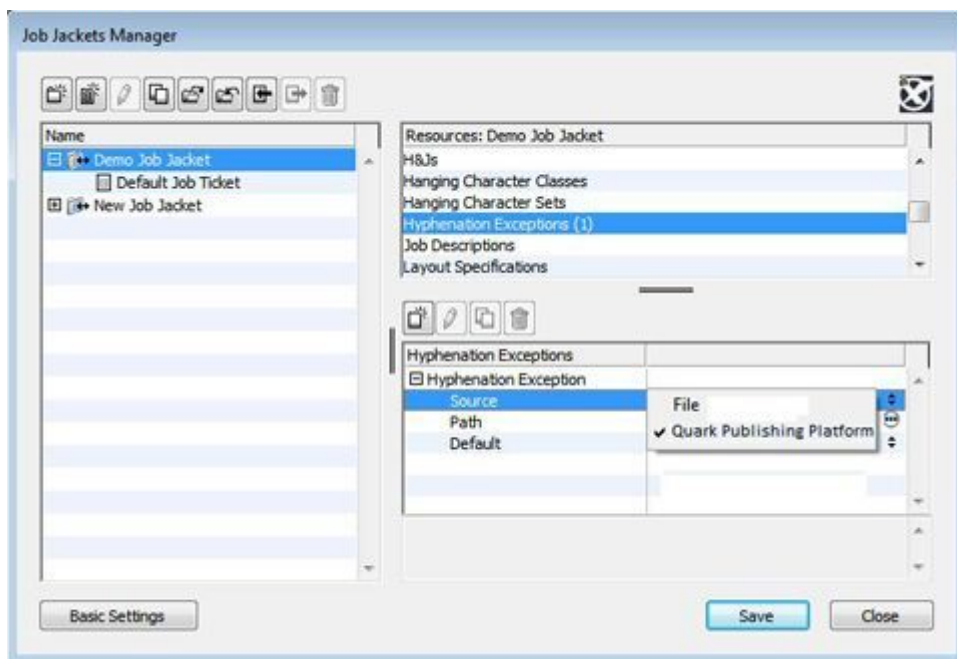 Job Jackets Manager
Name
Demo Job Jacket
Default Job Ticket
New Job Jacket
Resources: Demo Job Jacket
H&Js
Hanging Character Classes
Hanging Character Sets
Hyphenation Exceptions (1)
Job Descriptions
Layout Specifications
Hyphenation Exceptions
Hyphenation Exception
Source
Path
Default
File
Quark Publishing Platform
Basic Settings
Save
Close